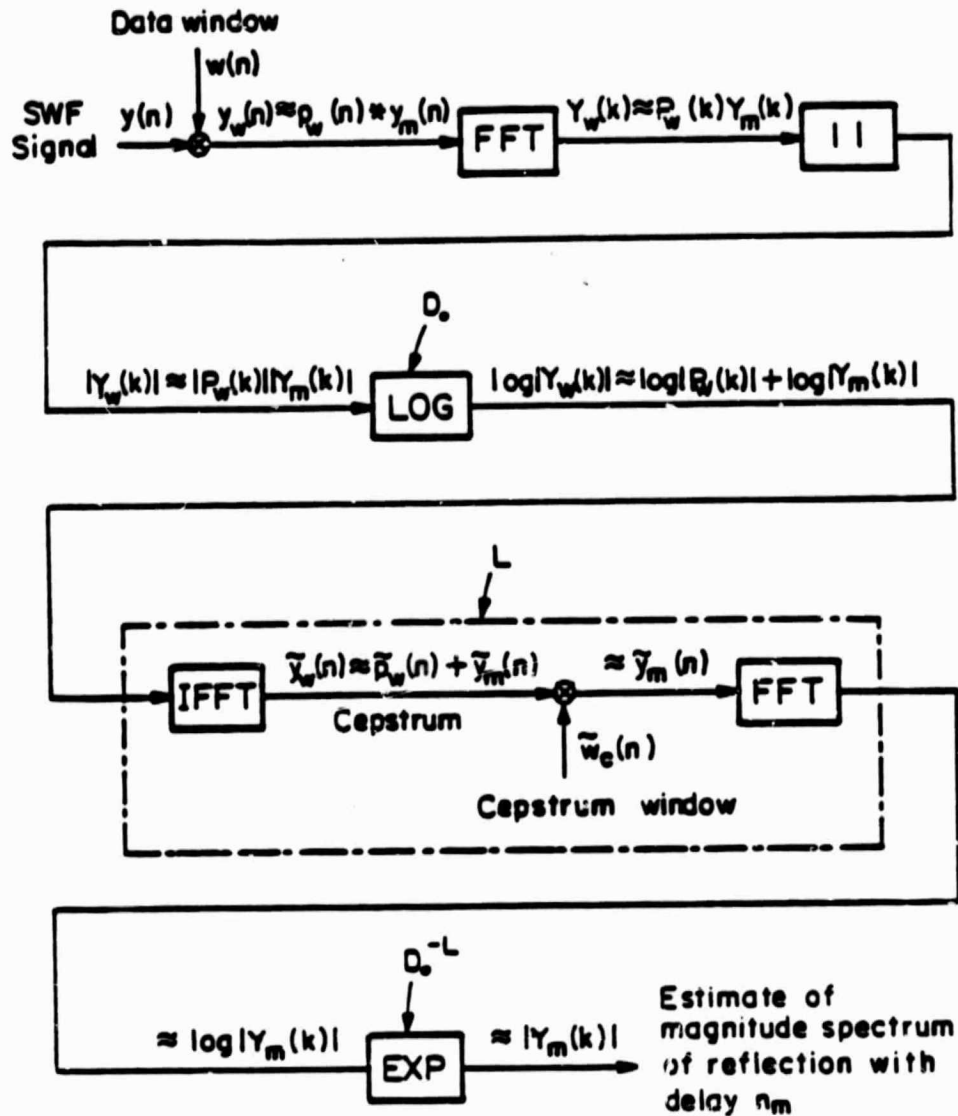 Data window
w(n)
SWF
Signal
y(n)
y_w(n)≈p_w(n)*y_m(n)
FFT
Y_w(k)≈P_w(k)Y_m(k)
| |
D_o
|Y_w(k)|≈|P_w(k)||Y_m(k)|
LOG
log|Y_w(k)|≈log|P_w(k)|+log|Y_m(k)|
L
IFFT
ỹ_w(n)≈p̃_w(n)+ỹ_m(n)
Cepstrum
≈ỹ_m(n)
FFT
w̃_c(n)
Cepstrum window
D_o^-L
≈log|Y_m(k)|
EXP
≈|Y_m(k)|
Estimate of
magnitude spectrum
of reflection with
delay n_m